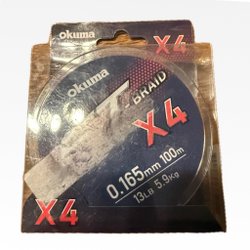 okuma
X4
okuma
BRAID
X4
0.165mm 100m
13LB 5.9Kg
X4